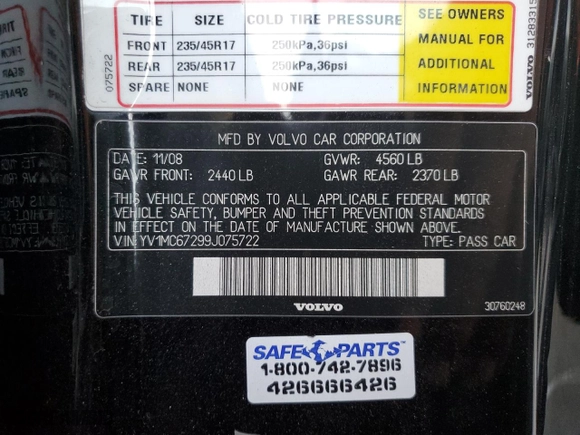 TIRE SIZE COLD TIRE PRESSURE
FRONT 235/45R17 250kPa,36psi
REAR 235/45R17 250kPa,36psi
SPARE NONE NONE
SEE OWNERS
MANUAL FOR
ADDITIONAL
INFORMATION
075722
VOLVO 31283315
MFD BY VOLVO CAR CORPORATION
DATE: 11/08 GVWR: 4560 LB
GAWR FRONT: 2440 LB GAWR REAR: 2370 LB
THIS VEHICLE CONFORMS TO ALL APPLICABLE FEDERAL MOTOR
VEHICLE SAFETY, BUMPER AND THEFT PREVENTION STANDARDS
IN EFFECT ON THE DATE OF MANUFACTURE SHOWN ABOVE.
VIN: YV1MC67299J075722 TYPE: PASS CAR
VOLVO
30760248
SAFE PARTS
1-800-742-7896
426666426